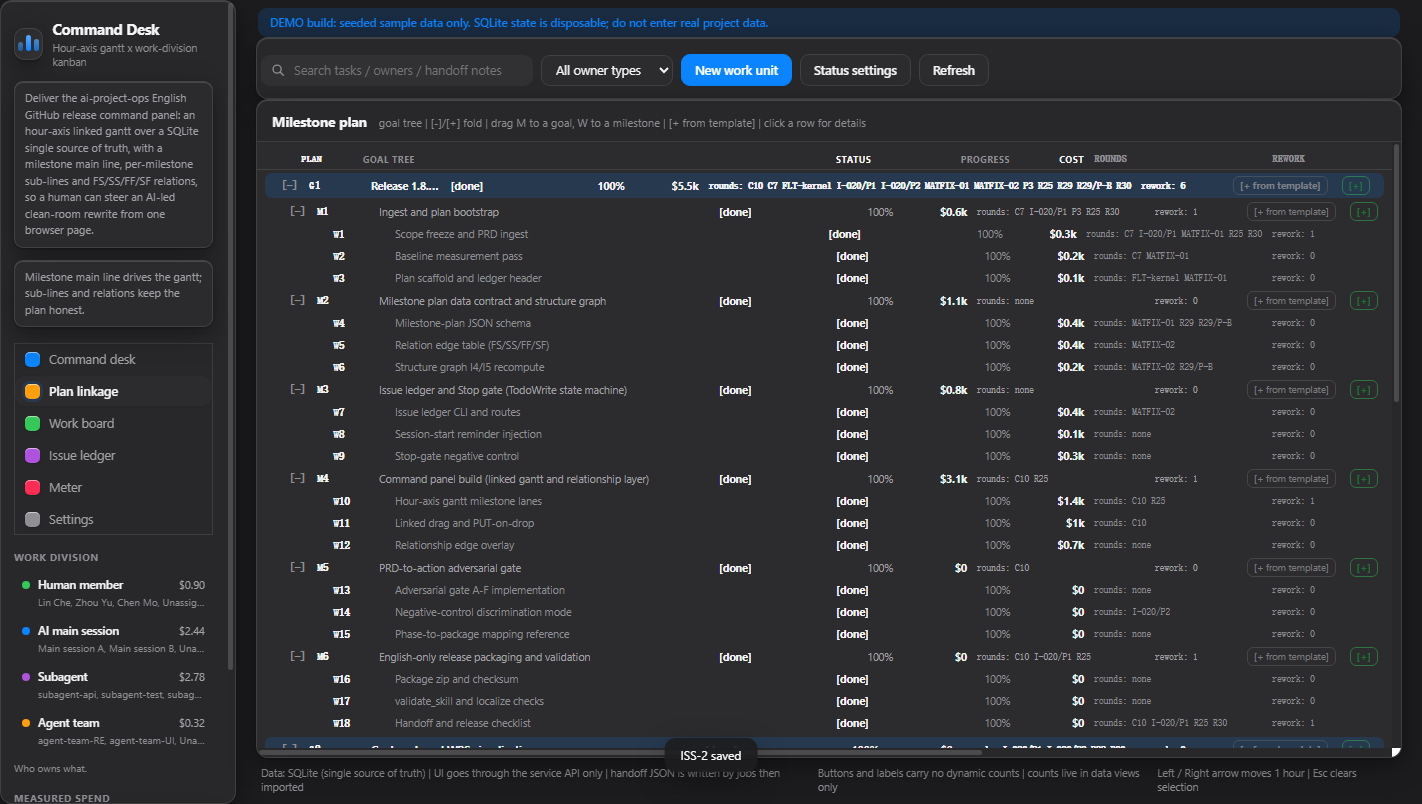 Command Desk
Hour-axis gantt x work-division
kanban
Deliver the ai-project-ops English
GitHub release command panel: an
hour-axis linked gantt over a SQLite
single source of truth, with a
milestone main line, per-milestone
sub-lines and FS/SS/FF/SF relations,
so a human can steer an AI-led
clean-room rewrite from one
browser page.
Milestone main line drives the gantt;
sub-lines and relations keep the
plan honest.
Command desk
Plan linkage
Work board
Issue ledger
Meter
Settings
WORK DIVISION
Human member $0.90
Lin Che, Zhou Yu, Chen Mo, Unassig...
AI main session $2.44
Main session A, Main session B, Una...
Subagent $2.78
subagent-api, subagent-test, subag...
Agent team $0.32
agent-team-RE, agent-team-UI, Una...
Who owns what.
MEASURED SPEND
DEMO build: seeded sample data only. SQLite state is disposable; do not enter real project data.
Search tasks / owners / handoff notes All owner types New work unit Status settings Refresh
Milestone plan goal tree | [-]/[+] fold | drag M to a goal, W to a milestone | [+ from template] | click a row for details
PLAN GOAL TREE STATUS PROGRESS COST ROUNDS REWORK
[—] G1 Release 1.8.... [done] 100% $5.5k rounds: C10 C7 FLT-kernel I-020/P1 I-020/P2 MATFIX-01 MATFIX-02 P3 R25 R29 R29/P-B R30 rework: 6 [+ from template] [+]
[—] M1 Ingest and plan bootstrap [done] 100% $0.6k rounds: C7 I-020/P1 P3 R25 R30 rework: 1 [+ from template] [+]
W1 Scope freeze and PRD ingest [done] 100% $0.3k rounds: C7 I-020/P1 MATFIX-01 R25 R30 rework: 1
W2 Baseline measurement pass [done] 100% $0.2k rounds: C7 MATFIX-01 rework: 0
W3 Plan scaffold and ledger header [done] 100% $0.1k rounds: FLT-kernel MATFIX-01 rework: 0
[—] M2 Milestone plan data contract and structure graph [done] 100% $1.1k rounds: none rework: 0 [+ from template] [+]
W4 Milestone-plan JSON schema [done] 100% $0.4k rounds: MATFIX-01 R29 R29/P-B rework: 0
W5 Relation edge table (FS/SS/FF/SF) [done] 100% $0.4k rounds: MATFIX-02 rework: 0
W6 Structure graph I4/I5 recompute [done] 100% $0.2k rounds: MATFIX-02 R29/P-B rework: 0
[—] M3 Issue ledger and Stop gate (TodoWrite state machine) [done] 100% $0.8k rounds: none rework: 0 [+ from template] [+]
W7 Issue ledger CLI and routes [done] 100% $0.4k rounds: MATFIX-02 rework: 0
W8 Session-start reminder injection [done] 100% $0.1k rounds: none rework: 0
W9 Stop-gate negative control [done] 100% $0.3k rounds: none rework: 0
[—] M4 Command panel build (linked gantt and relationship layer) [done] 100% $3.1k rounds: C10 R25 rework: 1 [+ from template] [+]
W10 Hour-axis gantt milestone lanes [done] 100% $1.4k rounds: C10 R25 rework: 1
W11 Linked drag and PUT-on-drop [done] 100% $1k rounds: C10 rework: 0
W12 Relationship edge overlay [done] 100% $0.7k rounds: none rework: 0
[—] M5 PRD-to-action adversarial gate [done] 100% $0 rounds: C10 rework: 0 [+ from template] [+]
W13 Adversarial gate A-F implementation [done] 100% $0 rounds: none rework: 0
W14 Negative-control discrimination mode [done] 100% $0 rounds: I-020/P2 rework: 0
W15 Phase-to-package mapping reference [done] 100% $0 rounds: none rework: 0
[—] M6 English-only release packaging and validation [done] 100% $0 rounds: C10 I-020/P1 R25 rework: 1 [+ from template] [+]
W16 Package zip and checksum [done] 100% $0 rounds: none rework: 0
W17 validate_skill and localize checks [done] 100% $0 rounds: none rework: 0
W18 Handoff and release checklist [done] 100% $0 rounds: C10 I-020/P1 R25 R30 rework: 1
ISS-2 saved
Data: SQLite (single source of truth) | UI goes through the service API only | handoff JSON is written by jobs then
imported
Buttons and labels carry no dynamic counts | counts live in data views
only
Left / Right arrow moves 1 hour | Esc clears
selection